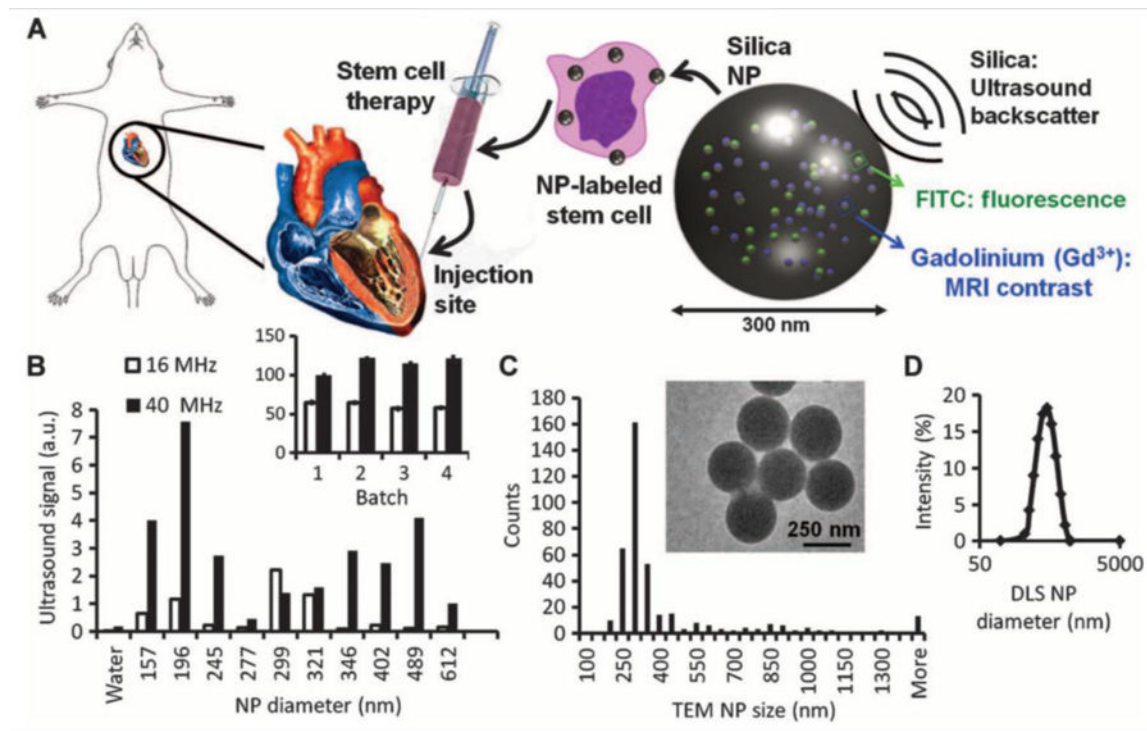 A
Stem cell
therapy
Injection
site
NP-labeled
stem cell
Silica
NP
Silica:
Ultrasound
backscatter
FITC: fluorescence
Gadolinium (Gd³⁺):
MRI contrast
300 nm
B
16 MHz
40 MHz
Ultrasound signal (a.u.)
8
7
6
5
4
3
2
1
0
Water
157
196
245
277
299
321
346
402
489
612
NP diameter (nm)
150
100
50
0
1 2 3 4
Batch
C
Counts
180
160
140
120
100
80
60
40
20
0
100
250
400
550
700
850
1000
1150
1300
More
TEM NP size (nm)
250 nm
D
Intensity (%)
20
15
10
5
0
50 5000
DLS NP
diameter (nm)